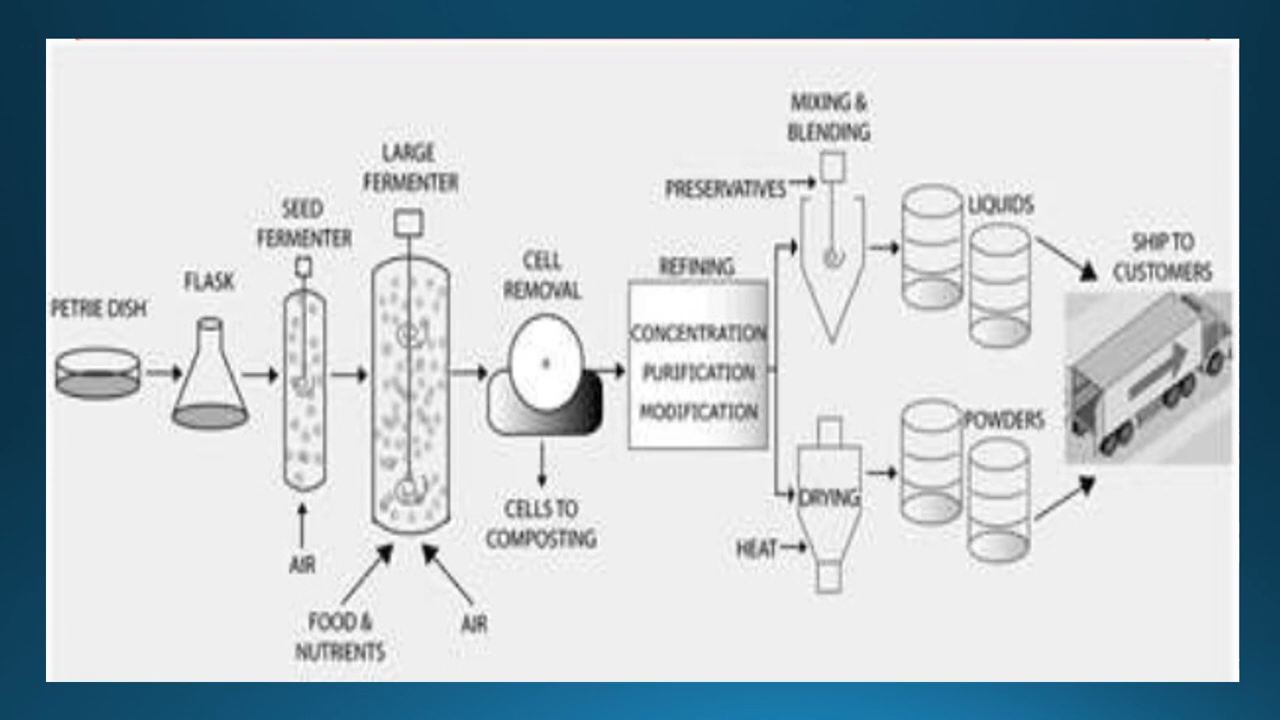 PETRIE DISH
FLASK
SEED
FERMENTER
AIR
LARGE
FERMENTER
FOOD &
NUTRIENTS
AIR
CELL
REMOVAL
CELLS TO
COMPOSTING
REFINING
CONCENTRATION
PURIFICATION
MODIFICATION
MIXING &
BLENDING
PRESERVATIVES
LIQUIDS
DRYING
HEAT
POWDERS
SHIP TO
CUSTOMERS